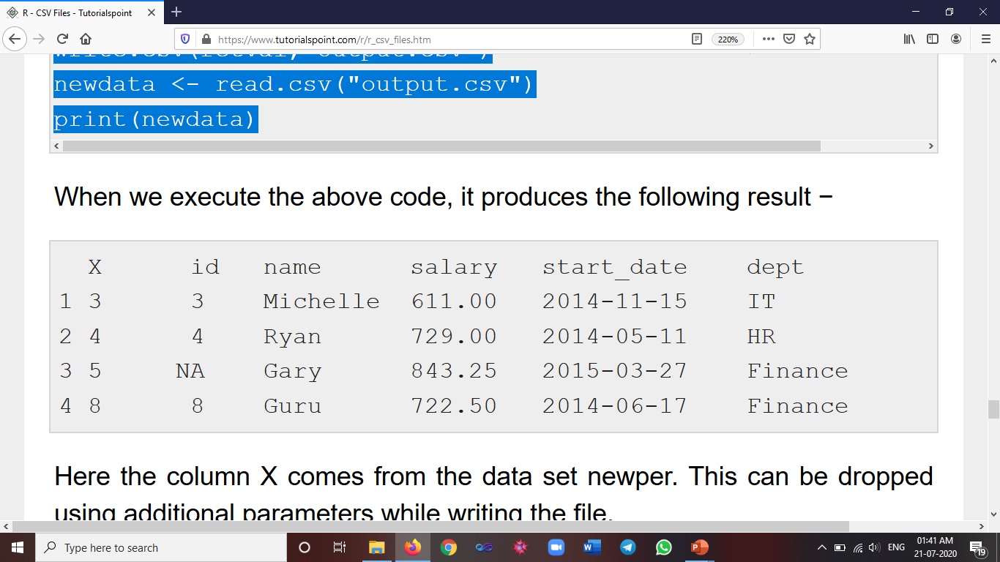 R - CSV Files - Tutorialspoint
https://www.tutorialspoint.com/r/r_csv_files.htm
220%
write.csv(retval,"output.csv")
newdata <- read.csv("output.csv")
print(newdata)
When we execute the above code, it produces the following result −
X id name salary start_date dept
1 3 3 Michelle 611.00 2014-11-15 IT
2 4 4 Ryan 729.00 2014-05-11 HR
3 5 NA Gary 843.25 2015-03-27 Finance
4 8 8 Guru 722.50 2014-06-17 Finance
Here the column X comes from the data set newper. This can be dropped
using additional parameters while writing the file.
Type here to search
ENG
01:41 AM
21-07-2020
19